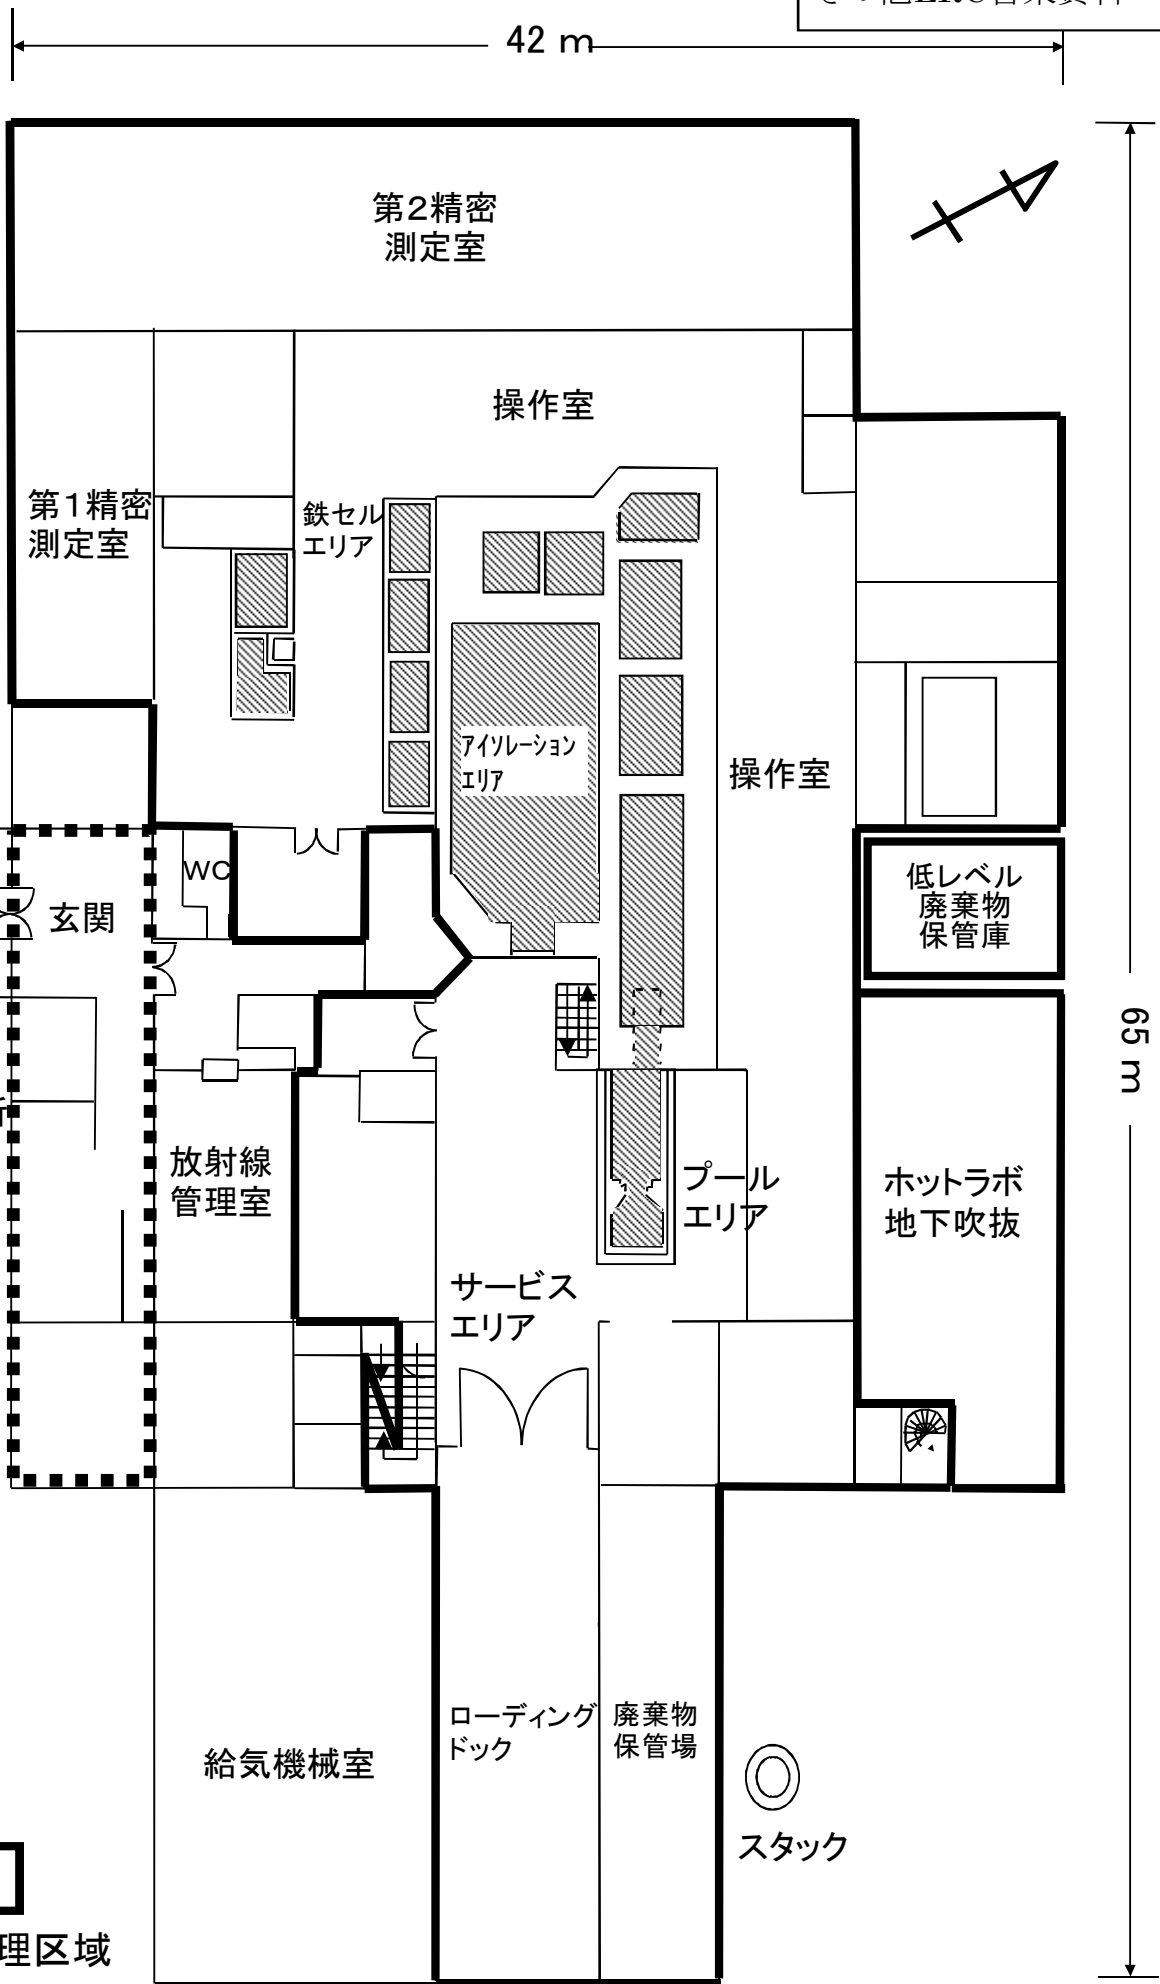 42 m
第2精密
測定室
操作室
第1精密
測定室
鉄セル
エリア
アイソレーション
エリア
操作室
WC
玄関
低レベル
廃棄物
保管庫
65 m
放射線
管理室
プール
エリア
ホットラボ
地下吹抜
サービス
エリア
ローディング
ドック
廃棄物
保管場
給気機械室
スタック
理区域